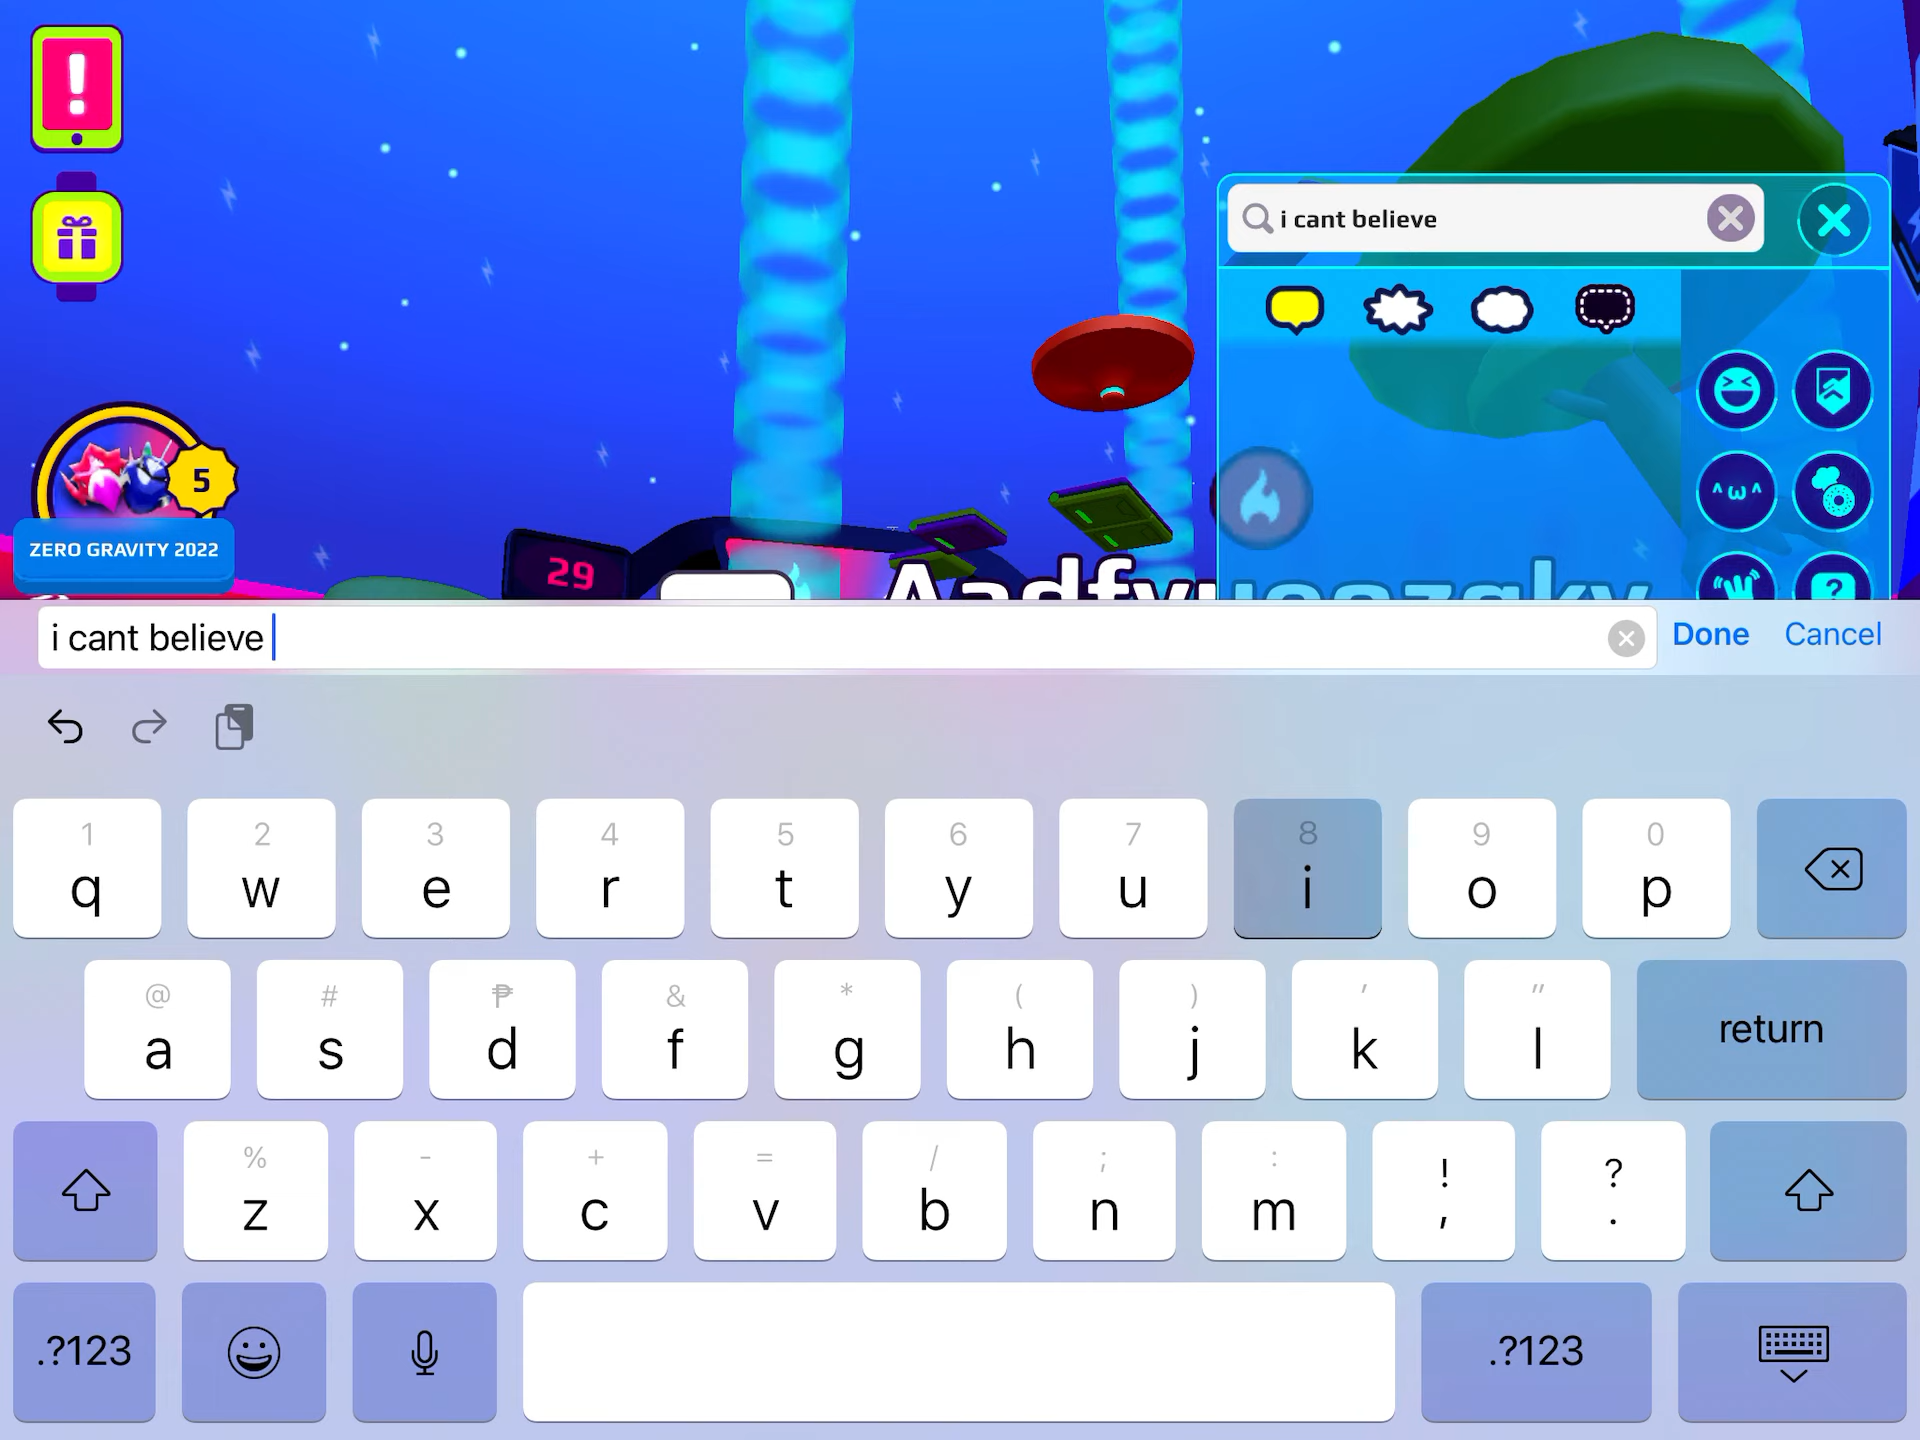 i cant believe
5
^ω^
?
ZERO GRAVITY 2022
29
i cant believe
Done
Cancel
1 2 3 4 5 6 7 8 9 0
q w e r t y u i o p
@ # ₱ & * ( ) ' "
a s d f g h j k l return
% - + = / ; : ! ?
z x c v b n m , .
.?123 .?123